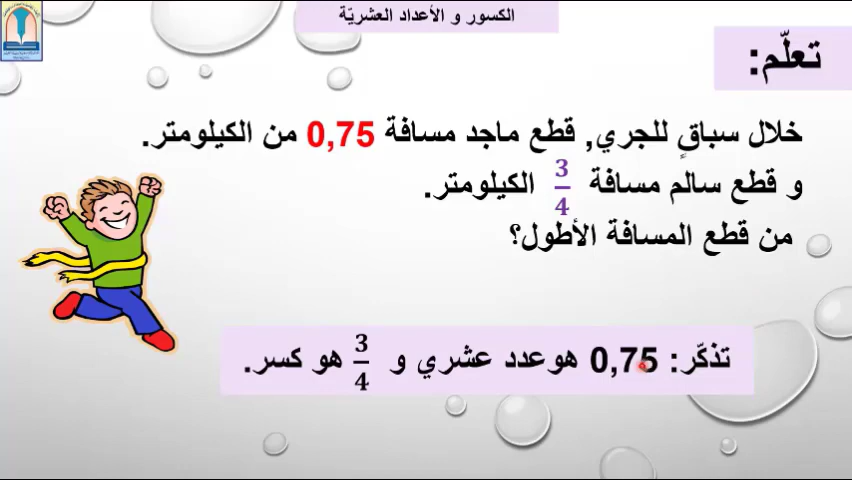 الكسور و الأعداد العشريّة
تعلّم:
خلال سباقٍ للجري, قطع ماجد مسافة 0,75 من الكيلومتر.
و قطع سالم مسافة 3/4 الكيلومتر.
من قطع المسافة الأطول؟
تذكّر: 0,75 هوعدد عشري و 3/4 هو كسر.